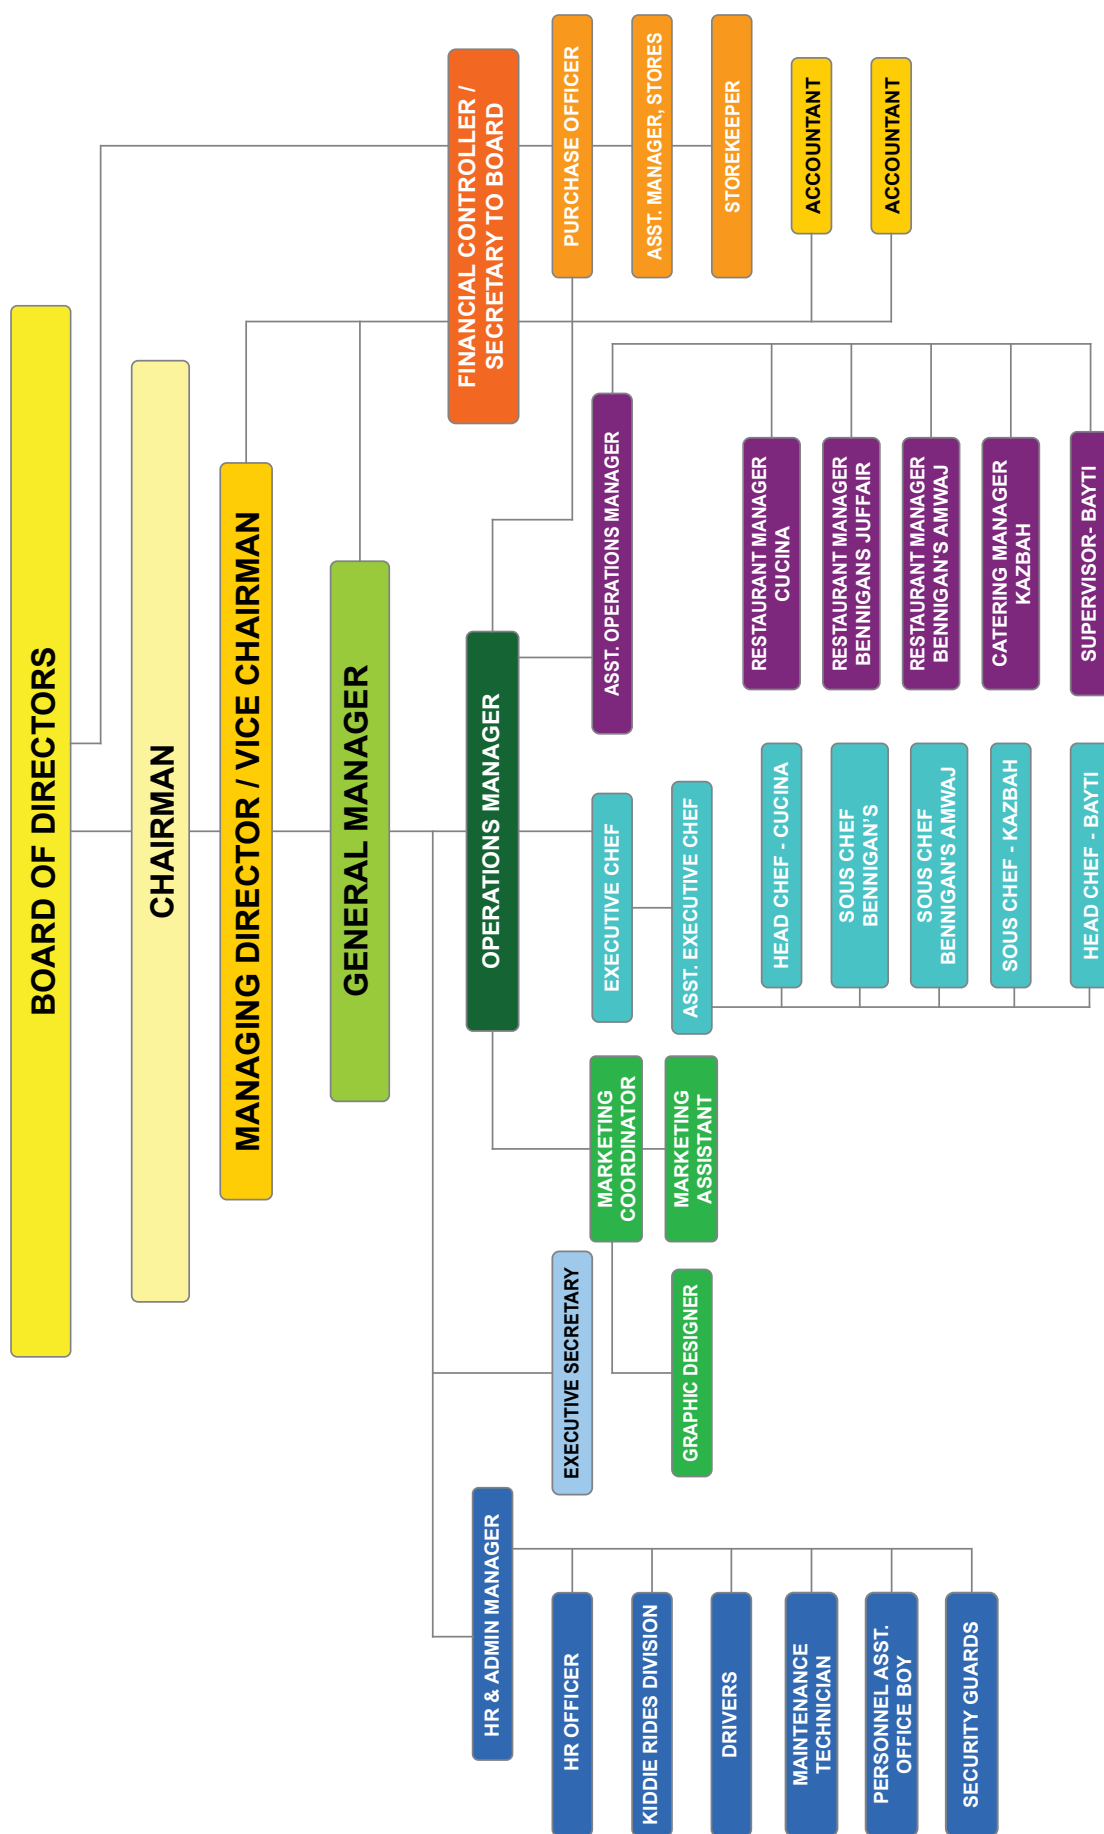 BOARD OF DIRECTORS
CHAIRMAN
MANAGING DIRECTOR / VICE CHAIRMAN
GENERAL MANAGER
FINANCIAL CONTROLLER /
SECRETARY TO BOARD
HR & ADMIN MANAGER
OPERATIONS MANAGER
EXECUTIVE SECRETARY
PURCHASE OFFICER
ASST. MANAGER, STORES
STOREKEEPER
ACCOUNTANT
ACCOUNTANT
HR OFFICER
KIDDIE RIDES DIVISION
DRIVERS
MAINTENANCE
TECHNICIAN
PERSONNEL ASST.
OFFICE BOY
SECURITY GUARDS
MARKETING
COORDINATOR
MARKETING
ASSISTANT
GRAPHIC DESIGNER
EXECUTIVE CHEF
ASST. EXECUTIVE CHEF
HEAD CHEF - CUCINA
SOUS CHEF
BENNIGAN’S
SOUS CHEF
BENNIGAN'S AMWAJ
SOUS CHEF - KAZBAH
HEAD CHEF - BAYTI
ASST. OPERATIONS MANAGER
RESTAURANT MANAGER
CUCINA
RESTAURANT MANAGER
BENNIGANS JUFFAIR
RESTAURANT MANAGER
BENNIGAN'S AMWAJ
CATERING MANAGER
KAZBAH
SUPERVISOR- BAYTI